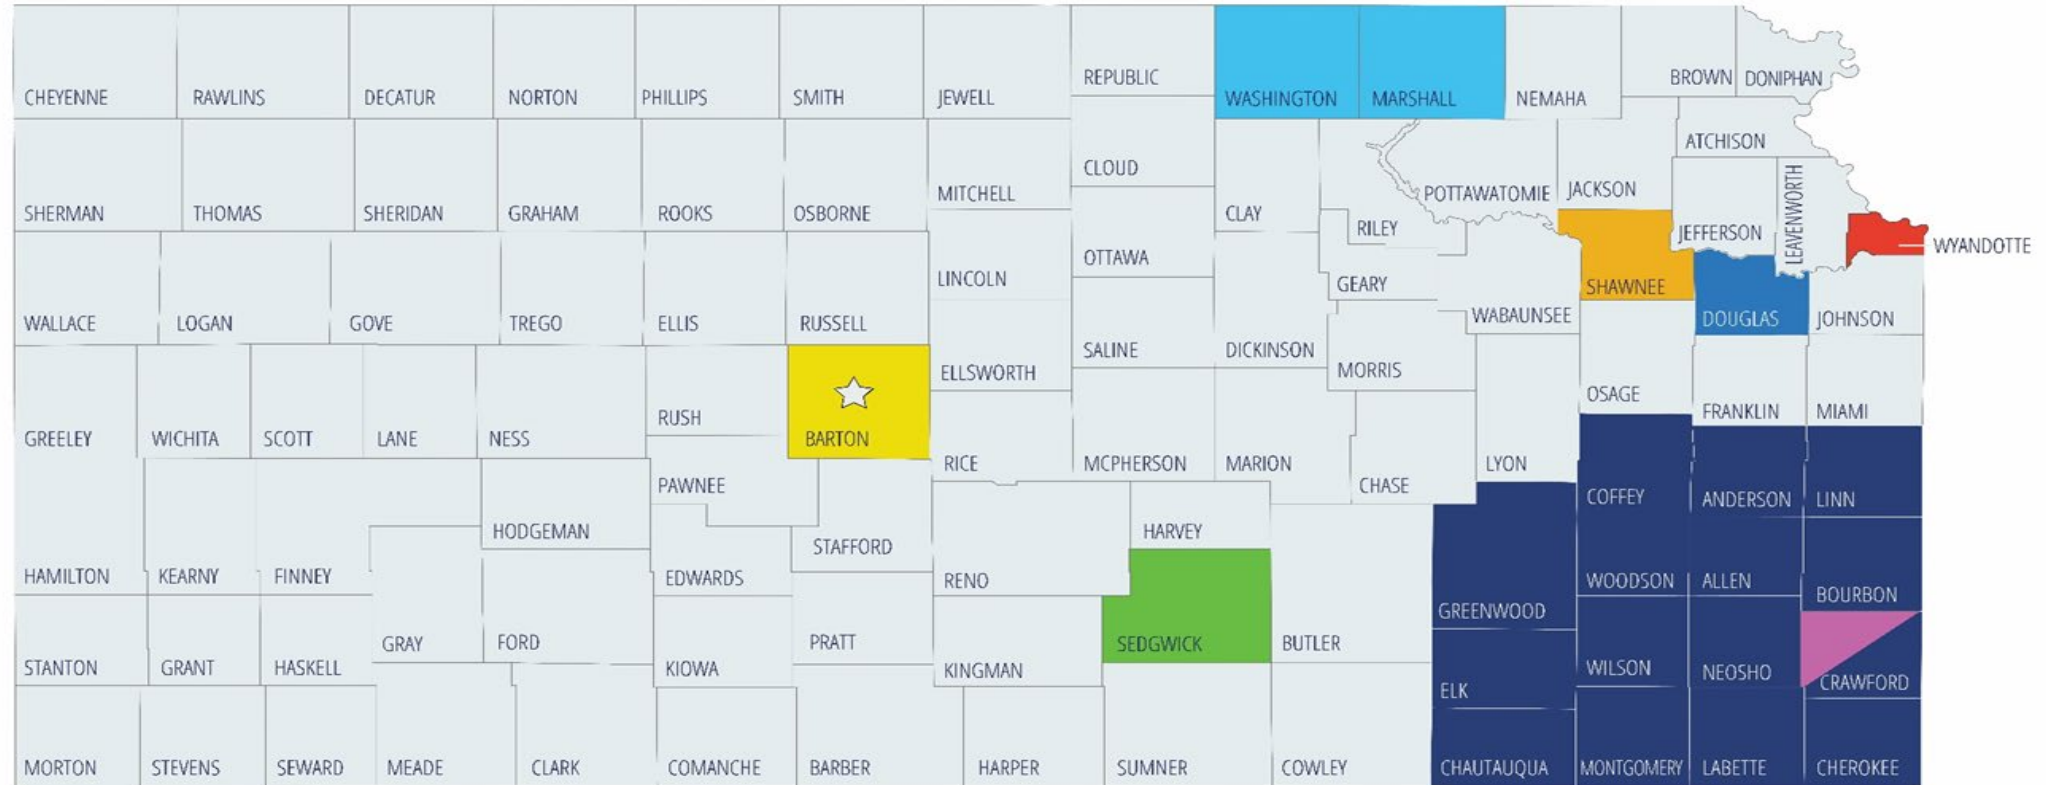 REPUBLIC
BROWN
DONIPHAN
CHEYENNE
RAWLINS
DECATUR
NORTON
PHILLIPS
SMITH
JEWELL
WASHINGTON
MARSHALL
NEMAHA
ATCHISON
CLOUD
MITCHELL
POTTAWATOMIE
JACKSON
LEAVENWORTH
SHERMAN
THOMAS
SHERIDAN
GRAHAM
ROOKS
OSBORNE
CLAY
RILEY
JEFFERSON
WYANDOTTE
OTTAWA
LINCOLN
GEARY
SHAWNEE
WALLACE
LOGAN
GOVE
TREGO
ELLIS
RUSSELL
WABAUNSEE
DOUGLAS
JOHNSON
SALINE
DICKINSON
ELLSWORTH
MORRIS
OSAGE
RUSH
FRANKLIN
MIAMI
GREELEY
WICHITA
SCOTT
LANE
NESS
BARTON
RICE
MCPHERSON
MARION
LYON
PAWNEE
CHASE
COFFEY
ANDERSON
LINN
HODGEMAN
HARVEY
STAFFORD
HAMILTON
KEARNY
FINNEY
EDWARDS
RENO
WOODSON
ALLEN
BOURBON
GREENWOOD
GRAY
FORD
PRATT
SEDGWICK
BUTLER
STANTON
GRANT
HASKELL
KIOWA
KINGMAN
WILSON
NEOSHO
CRAWFORD
ELK
MORTON
STEVENS
SEWARD
MEADE
CLARK
COMANCHE
BARBER
HARPER
SUMNER
COWLEY
CHAUTAUQUA
MONTGOMERY
LABETTE
CHEROKEE